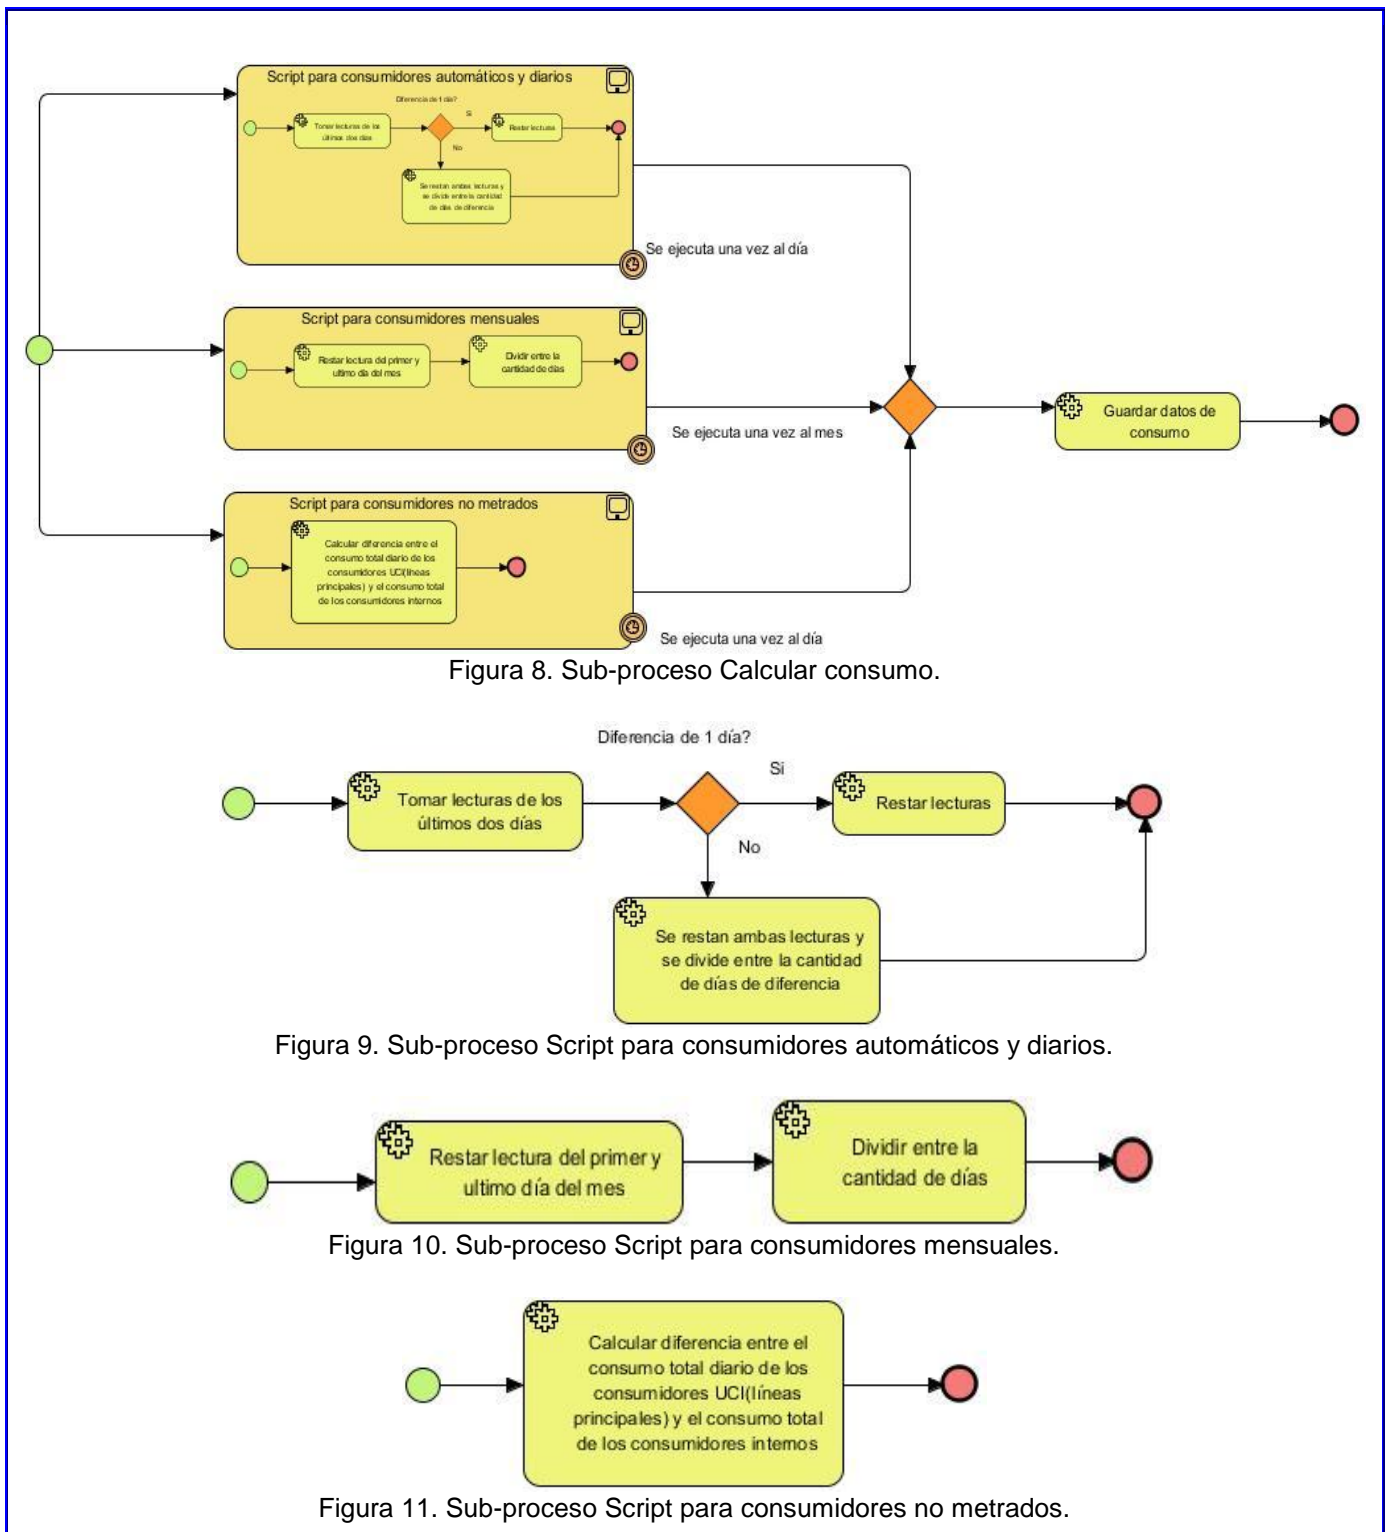 Script para consumidores automáticos y diarios
Diferencia de 1 día?
Si
Tomar lecturas de los
últimos dos días
Restar lecturas
No
Se restan ambas lecturas y
se divide entre la cantidad
de días de diferencia
Se ejecuta una vez al día
Script para consumidores mensuales
Restar lectura del primer y
ultimo día del mes
Dividir entre la
cantidad de días
Se ejecuta una vez al mes
Guardar datos de
consumo
Script para consumidores no metrados
Calcular diferencia entre el
consumo total diario de los
consumidores UCI(líneas
principales) y el consumo total
de los consumidores internos
Se ejecuta una vez al día
Figura 8. Sub-proceso Calcular consumo.
Diferencia de 1 día?
Si
Tomar lecturas de los
últimos dos días
Restar lecturas
No
Se restan ambas lecturas y
se divide entre la cantidad
de días de diferencia
Figura 9. Sub-proceso Script para consumidores automáticos y diarios.
Restar lectura del primer y
ultimo día del mes
Dividir entre la
cantidad de días
Figura 10. Sub-proceso Script para consumidores mensuales.
Calcular diferencia entre el
consumo total diario de los
consumidores UCI(líneas
principales) y el consumo total
de los consumidores internos
Figura 11. Sub-proceso Script para consumidores no metrados.